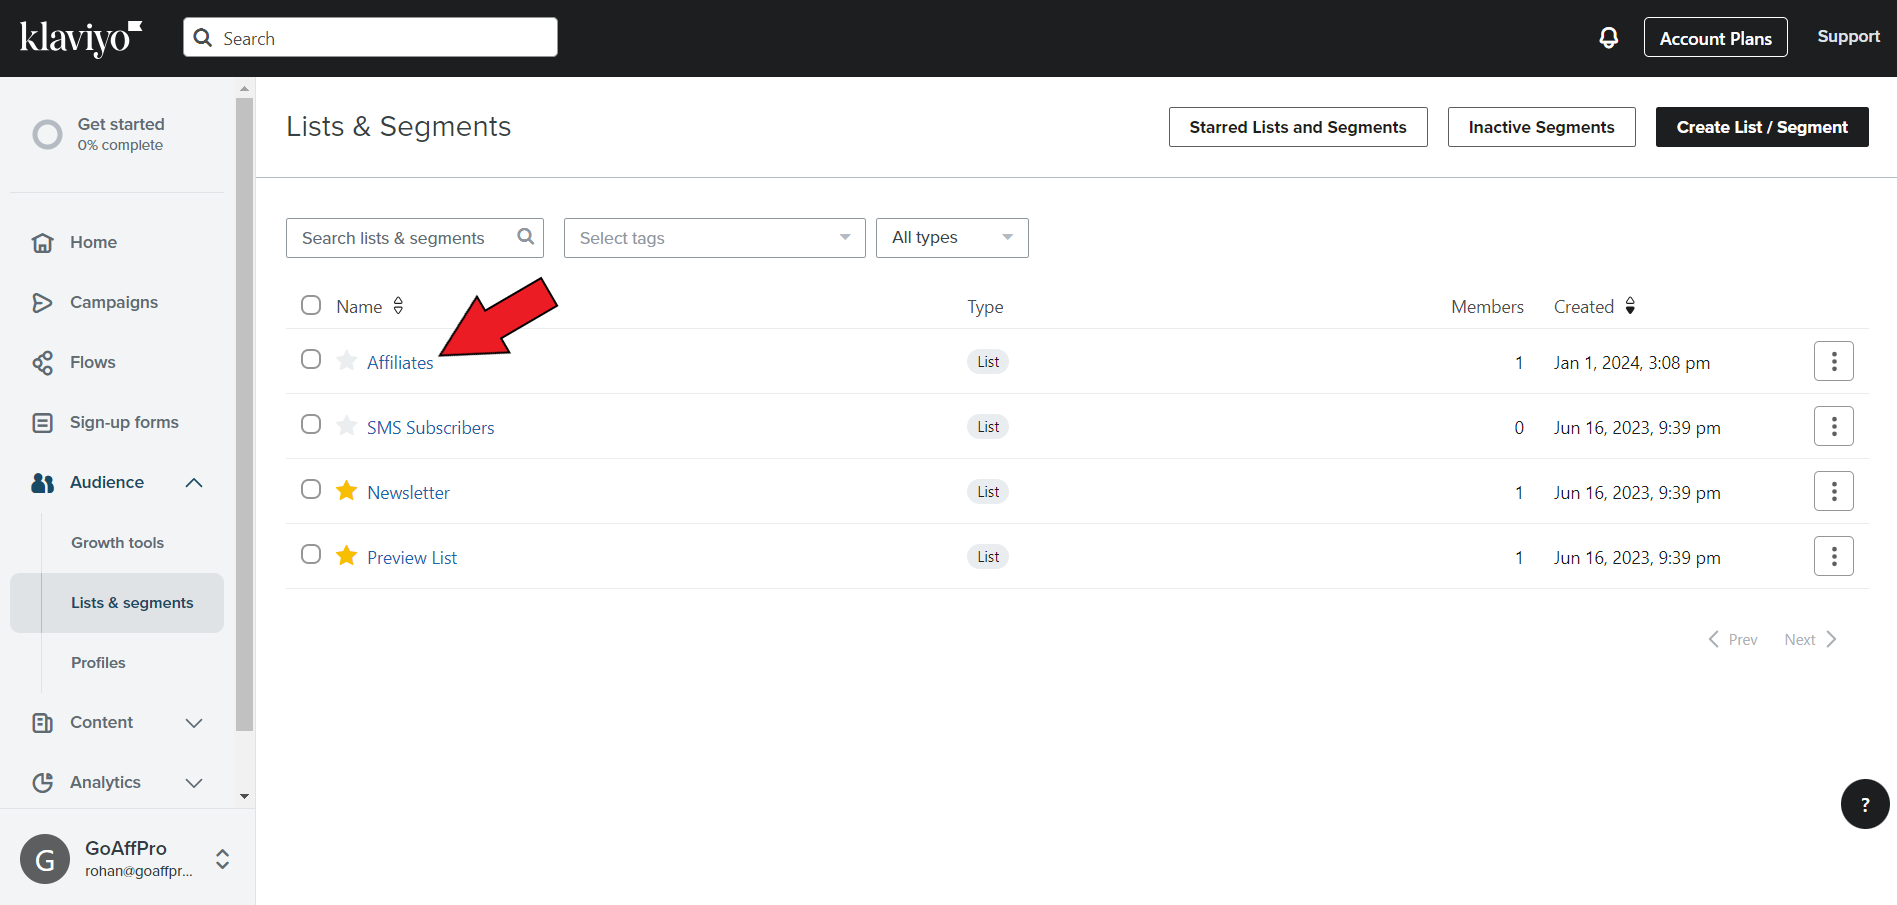 klaviyo
Search
Account Plans
Support
Get started
0% complete
Home
Campaigns
Flows
Sign-up forms
Audience
Growth tools
Lists & segments
Profiles
Content
Analytics
G
GoAffPro
rohan@goaffpr...
Lists & Segments
Starred Lists and Segments
Inactive Segments
Create List / Segment
Search lists & segments
Select tags
All types
Name Type Members Created
Affiliates List 1 Jan 1, 2024, 3:08 pm
SMS Subscribers List 0 Jun 16, 2023, 9:39 pm
Newsletter List 1 Jun 16, 2023, 9:39 pm
Preview List List 1 Jun 16, 2023, 9:39 pm
Prev Next
?